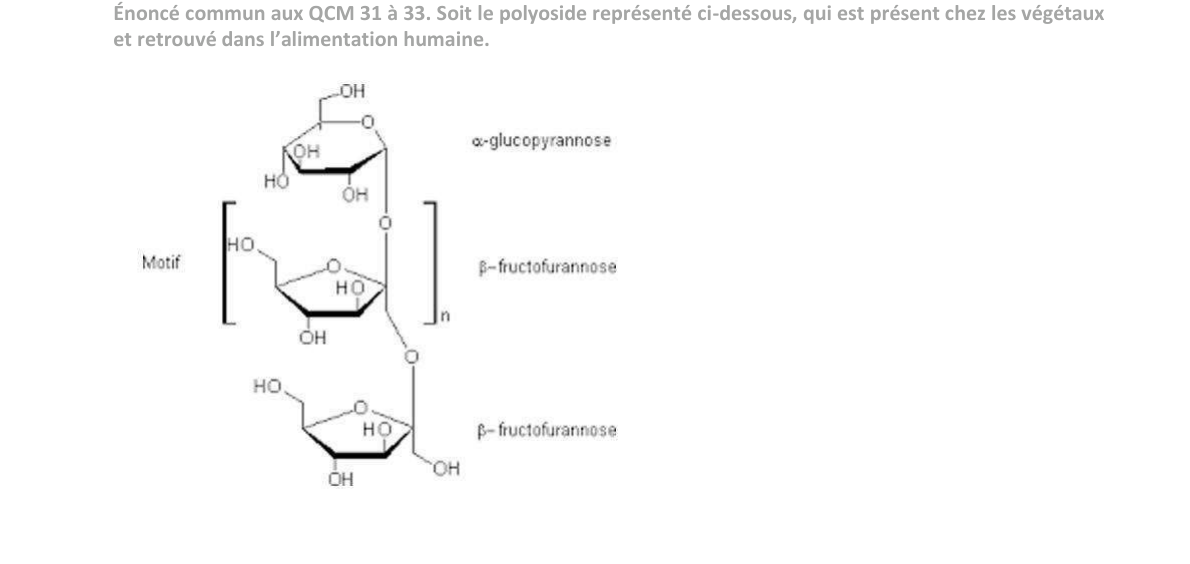 Énoncé commun aux QCM 31 à 33. Soit le polyoside représenté ci-dessous, qui est présent chez les végétaux
et retrouvé dans l’alimentation humaine.
OH
O
α-glucopyrannose
OH
HO
OH
O
HO
Motif
O
β-fructofurannose
HO
n
OH
O
HO
O
HO
β-fructofurannose
OH
OH